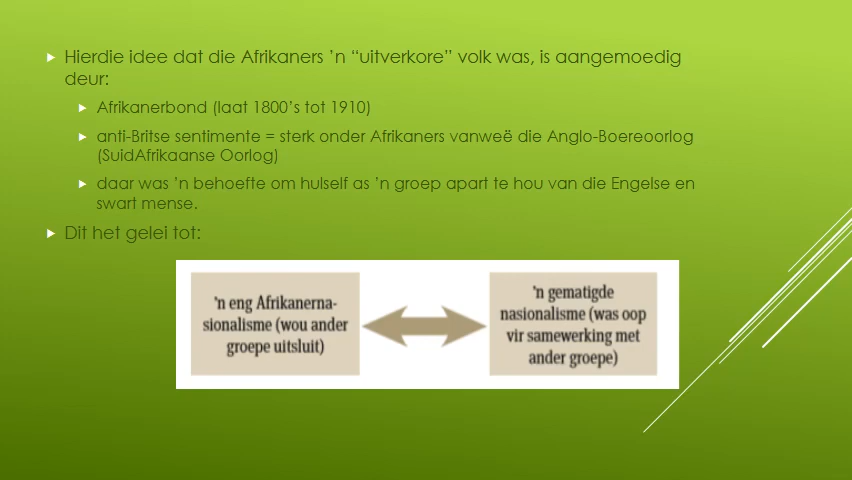 Hierdie idee dat die Afrikaners ’n “uitverkore” volk was, is aangemoedig
deur:
Afrikanerbond (laat 1800’s tot 1910)
anti-Britse sentimente = sterk onder Afrikaners vanweë die Anglo-Boereoorlog
(SuidAfrikaanse Oorlog)
daar was ’n behoefte om hulself as ’n groep apart te hou van die Engelse en
swart mense.
Dit het gelei tot:
’n eng Afrikanerna-
sionalisme (wou ander
groepe uitsluit)
’n gematigde
nasionalisme (was oop
vir samewerking met
ander groepe)